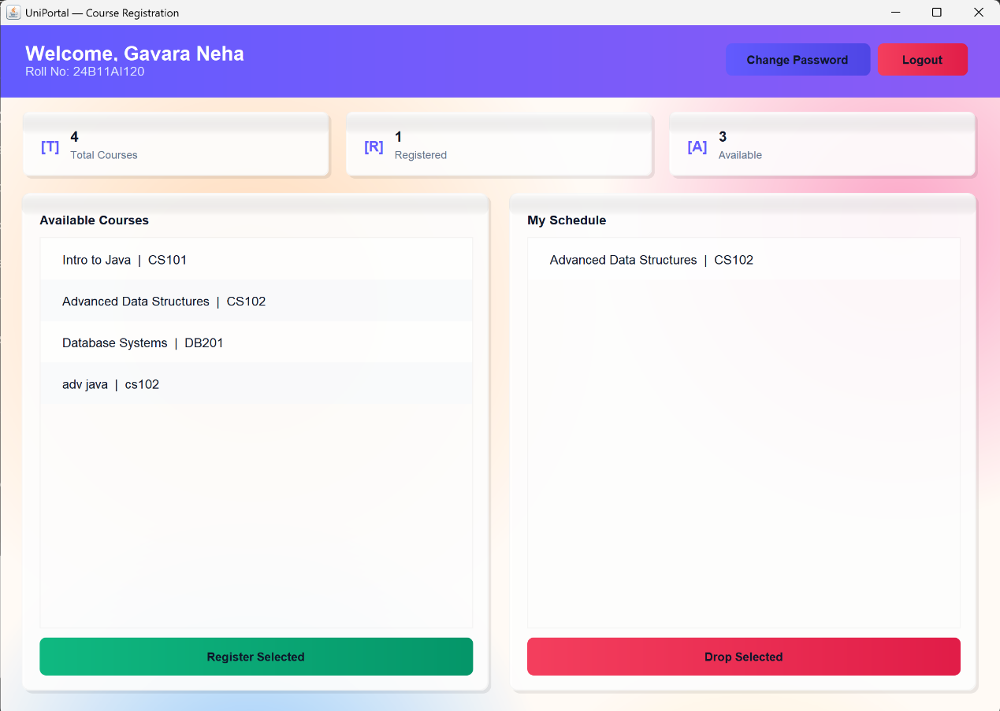 UniPortal — Course Registration
Welcome, Gavara Neha
Roll No: 24B11AI120
Change Password
Logout
[T]
4
Total Courses
[R]
1
Registered
[A]
3
Available
Available Courses
Intro to Java | CS101
Advanced Data Structures | CS102
Database Systems | DB201
adv java | cs102
Register Selected
My Schedule
Advanced Data Structures | CS102
Drop Selected